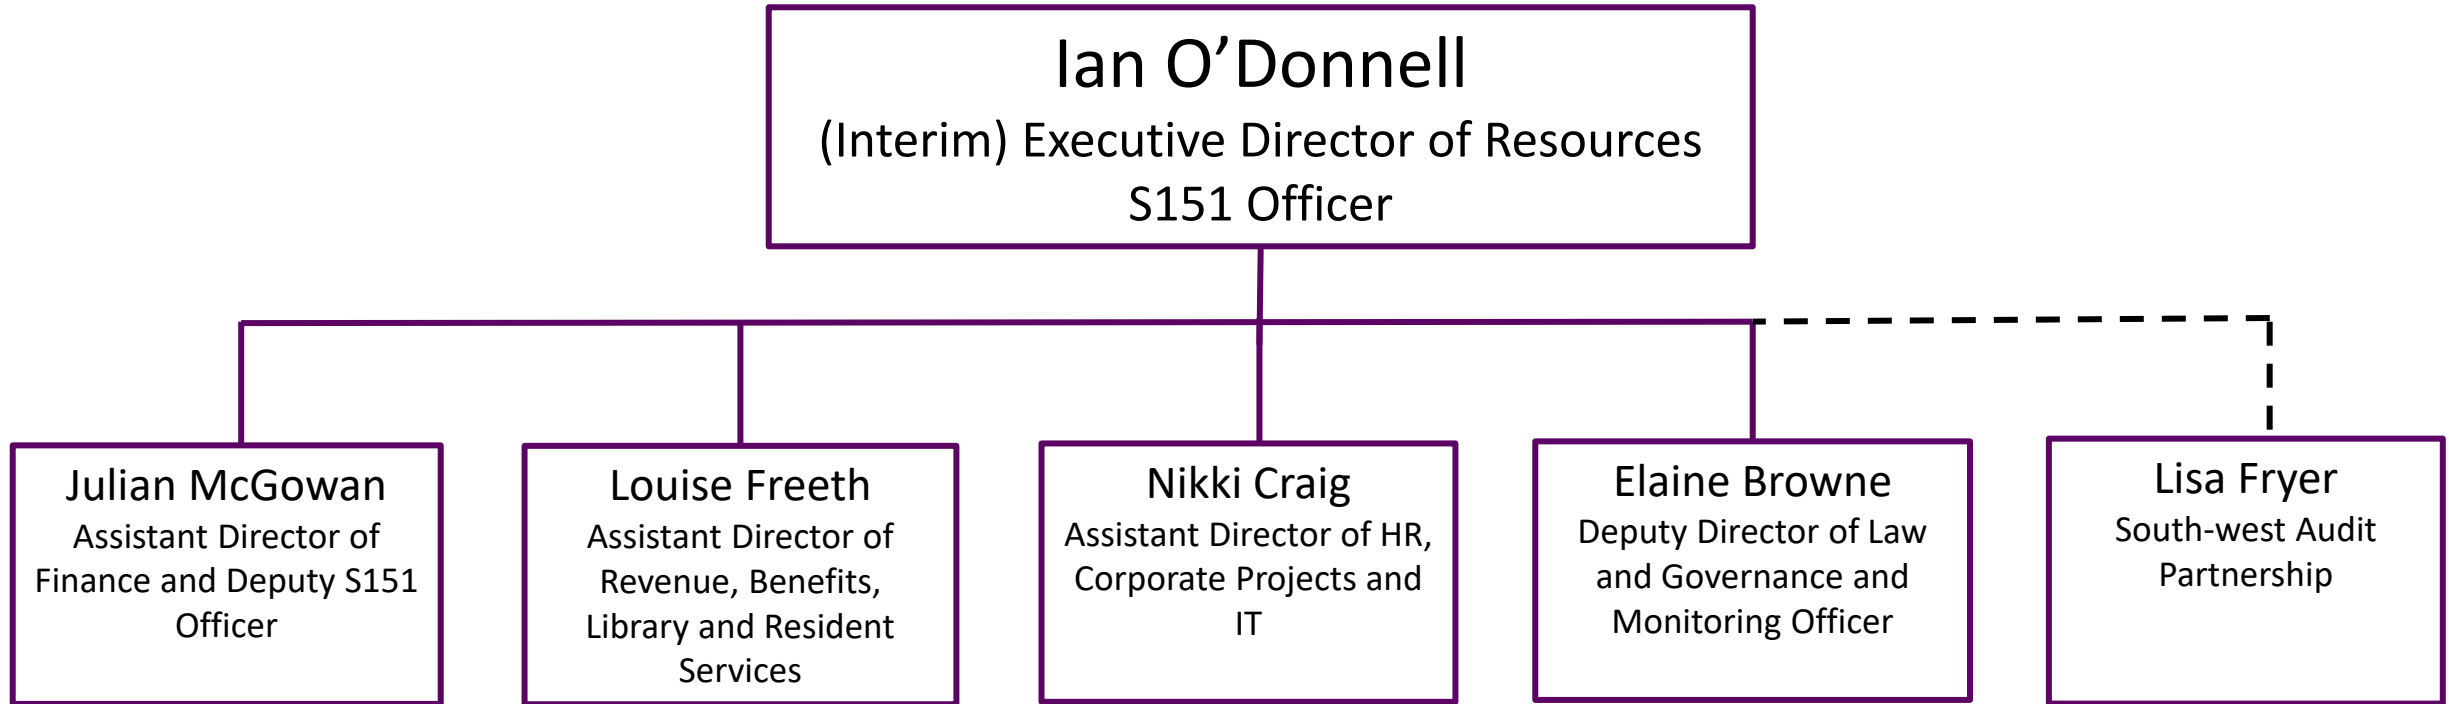 Ian O’Donnell
(Interim) Executive Director of Resources
S151 Officer
Julian McGowan
Assistant Director of
Finance and Deputy S151
Officer
Louise Freeth
Assistant Director of
Revenue, Benefits,
Library and Resident
Services
Nikki Craig
Assistant Director of HR,
Corporate Projects and
IT
Elaine Browne
Deputy Director of Law
and Governance and
Monitoring Officer
Lisa Fryer
South-west Audit
Partnership